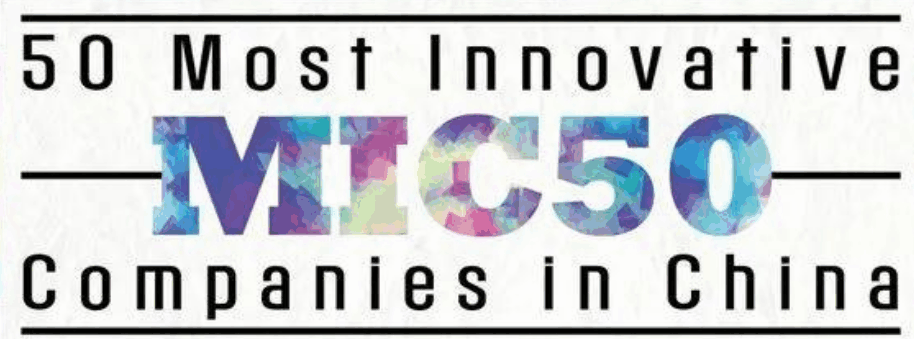 50 Most Innovative
MIC50
Companies in China